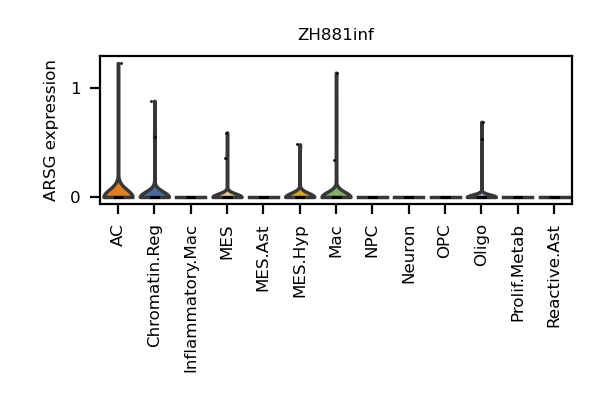 ZH881inf
ARSG expression
1
0
AC
Chromatin.Reg
Inflammatory.Mac
MES
MES.Ast
MES.Hyp
Mac
NPC
Neuron
OPC
Oligo
Prolif.Metab
Reactive.Ast